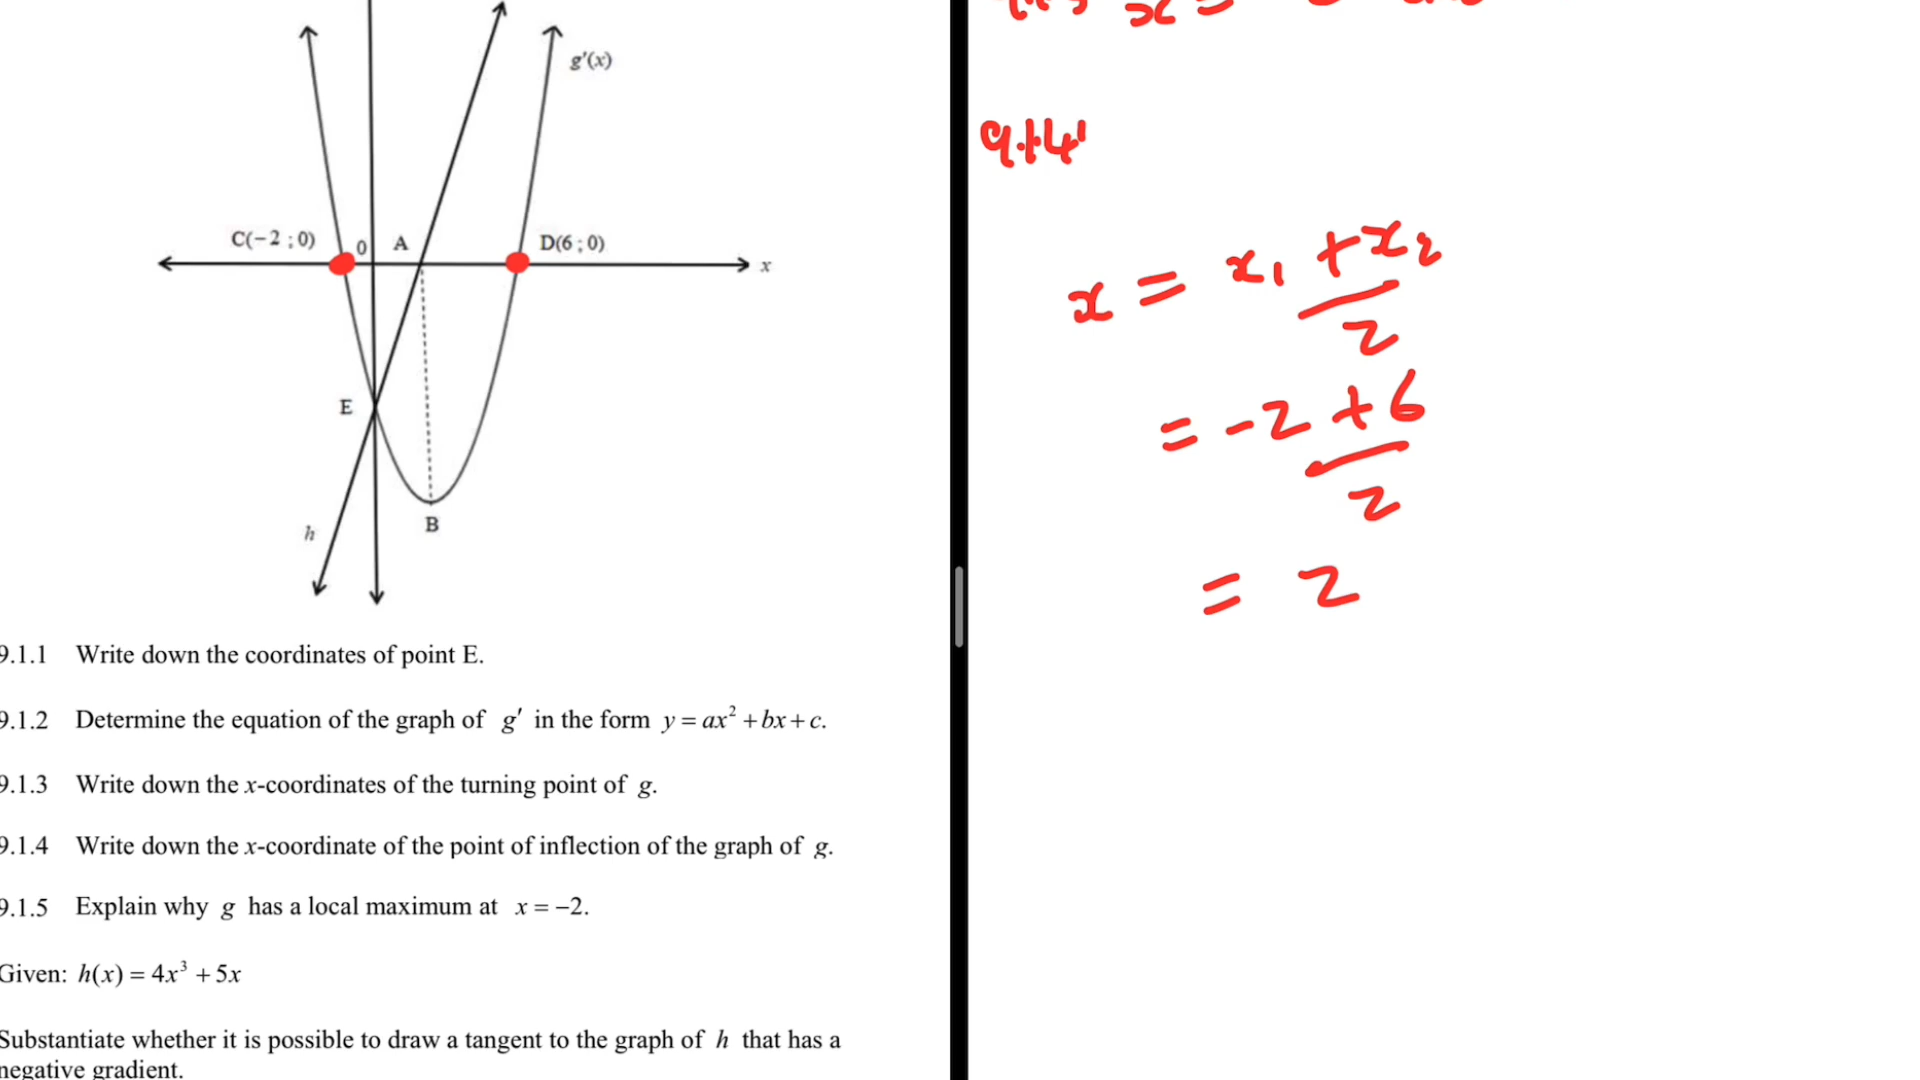 g′(x)
C(−2 ; 0)
0
A
D(6 ; 0)
x
E
h
B
9.1.1 Write down the coordinates of point E.
9.1.2 Determine the equation of the graph of g′ in the form y = ax² + bx + c.
9.1.3 Write down the x-coordinates of the turning point of g.
9.1.4 Write down the x-coordinate of the point of inflection of the graph of g.
9.1.5 Explain why g has a local maximum at x = −2.
Given: h(x) = 4x³ + 5x
Substantiate whether it is possible to draw a tangent to the graph of h that has a
negative gradient.
x =
x = x₁ + x₂
2
= -2 + 6
2
= 2